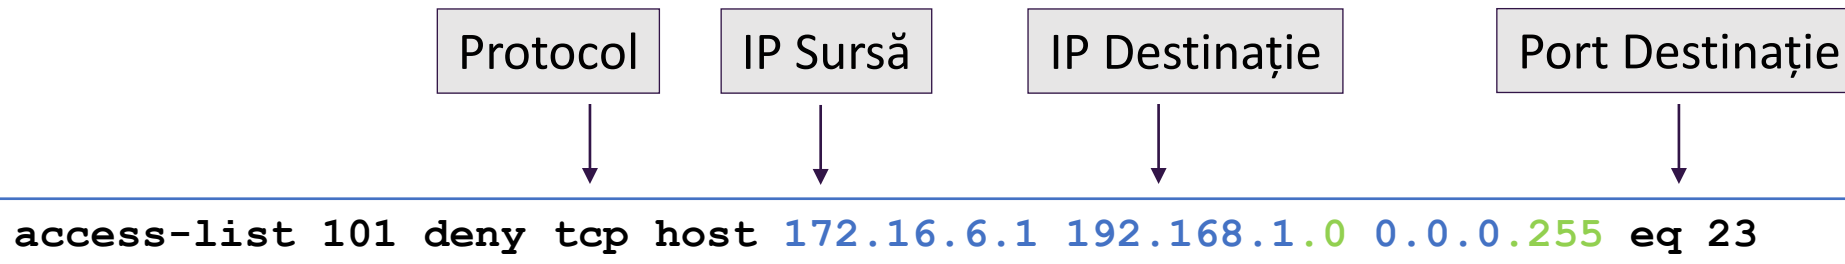 Protocol IP Sursă IP Destinație Port Destinație
access-list 101 deny tcp host 172.16.6.1 192.168.1.0 0.0.0.255 eq 23